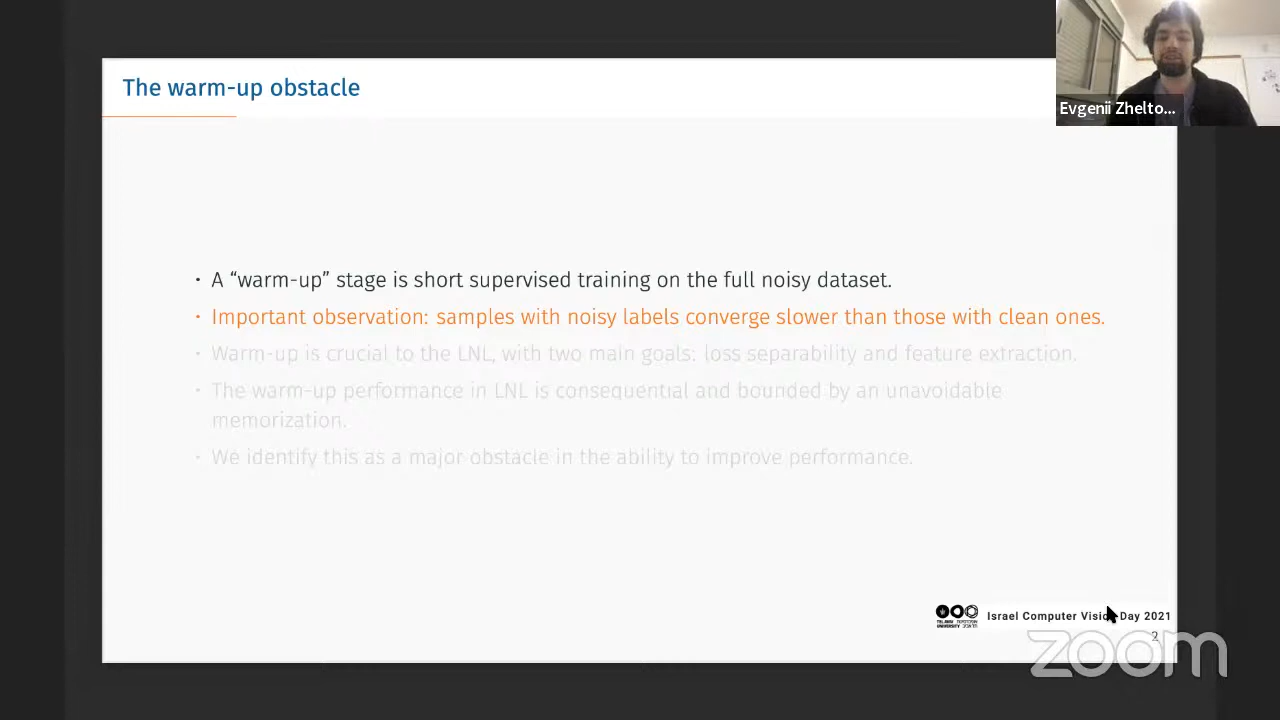 The warm-up obstacle
Evgenii Zhelto...
· A “warm-up” stage is short supervised training on the full noisy dataset.
· Important observation: samples with noisy labels converge slower than those with clean ones.
· Warm-up is crucial to the LNL, with two main goals: loss separability and feature extraction.
· The warm-up performance in LNL is consequential and bounded by an unavoidable
memorization.
· We identify this as a major obstacle in the ability to improve performance.
TEL AVIV
UNIVERSITY
Israel Computer Vision Day 2021
2
zoom